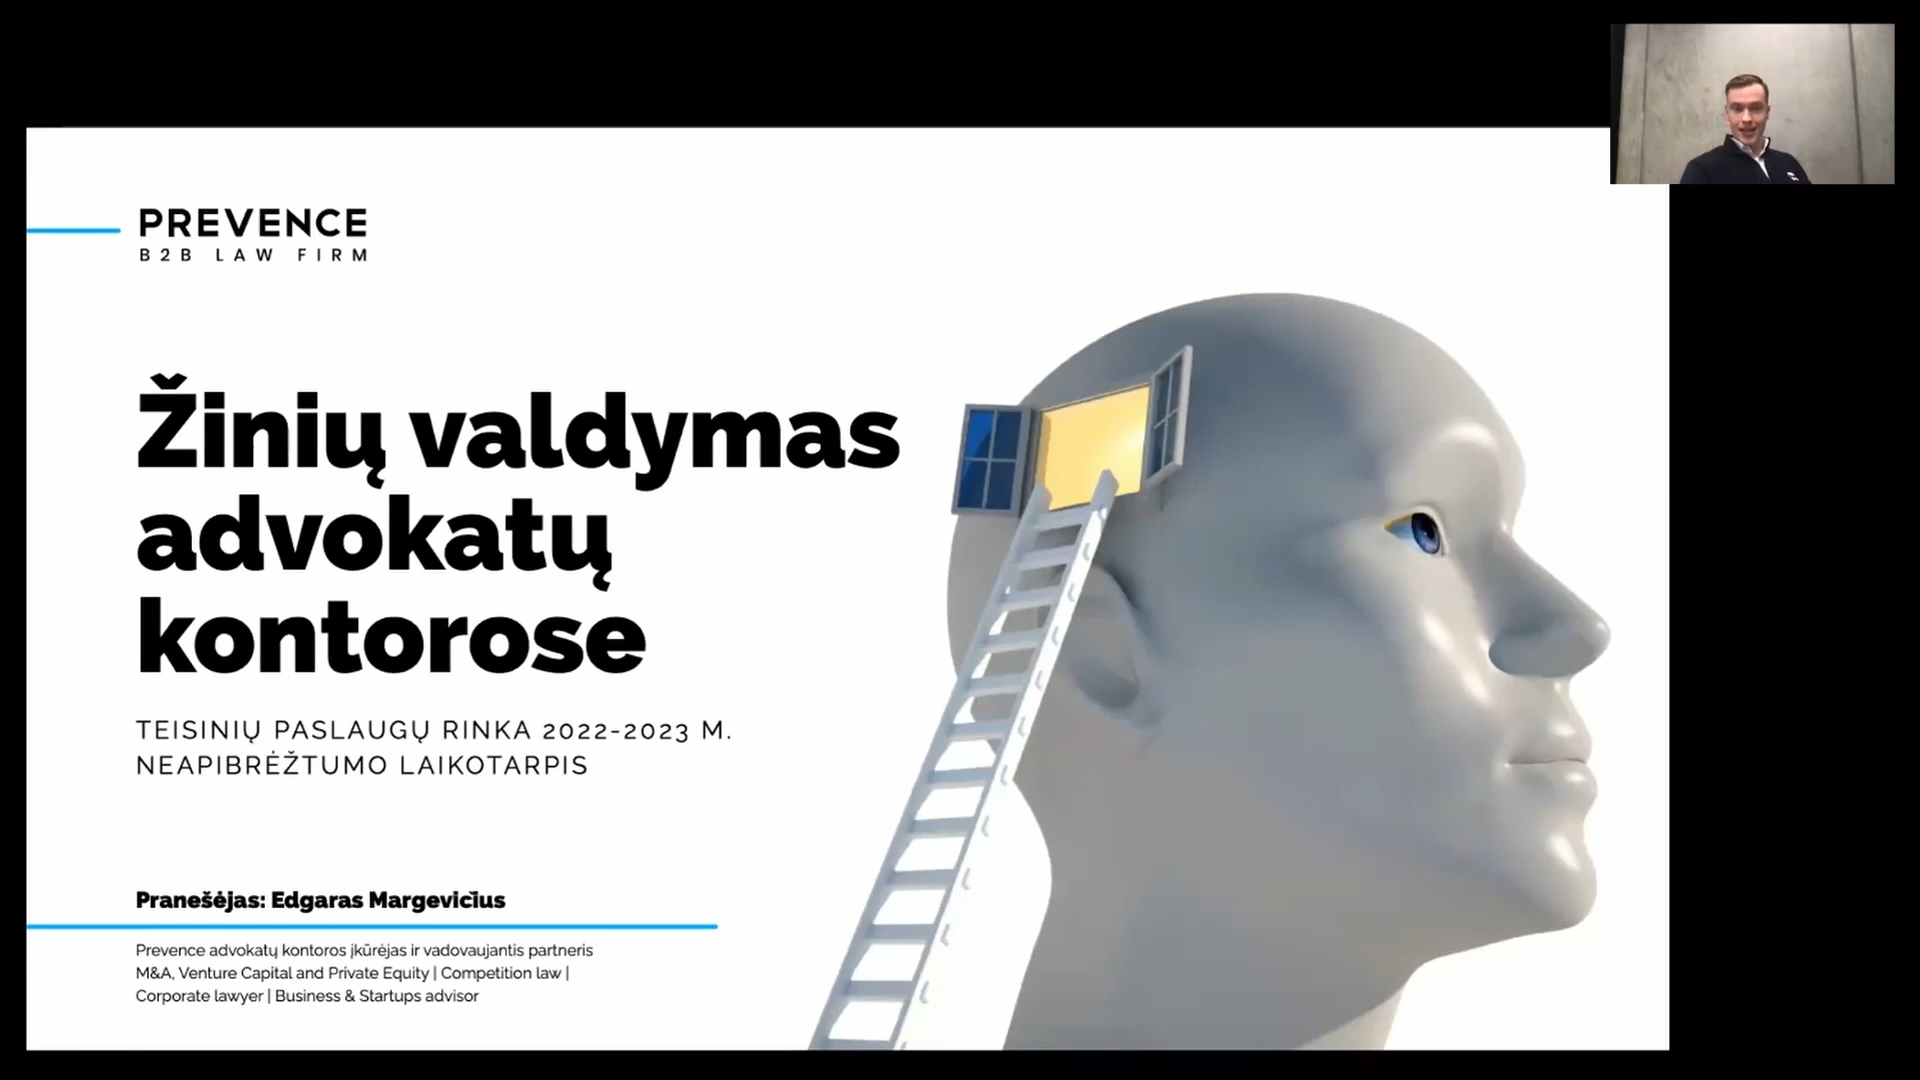 PREVENCE
B2B LAW FIRM
Žinių valdymas
advokatų
kontorose
TEISINIŲ PASLAUGŲ RINKA 2022-2023 M.
NEAPIBRĖŽTUMO LAIKOTARPIS
Pranešėjas: Edgaras Margevičius
Prevence advokatų kontoros įkūrėjas ir vadovaujantis partneris
M&A, Venture Capital and Private Equity | Competition law |
Corporate lawyer | Business & Startups advisor